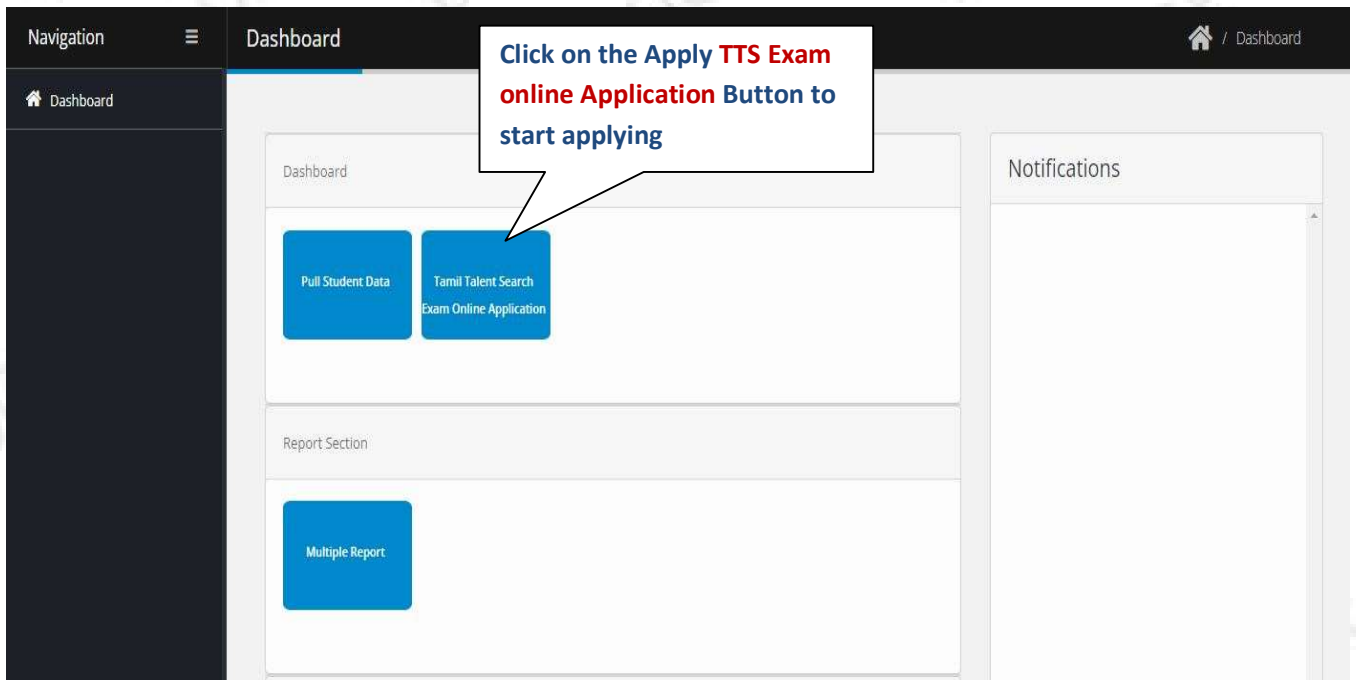 Navigation
Dashboard
/ Dashboard
Dashboard
Click on the Apply TTS Exam
online Application Button to
start applying
Dashboard
Pull Student Data
Tamil Talent Search
Exam Online Application
Notifications
Report Section
Multiple Report